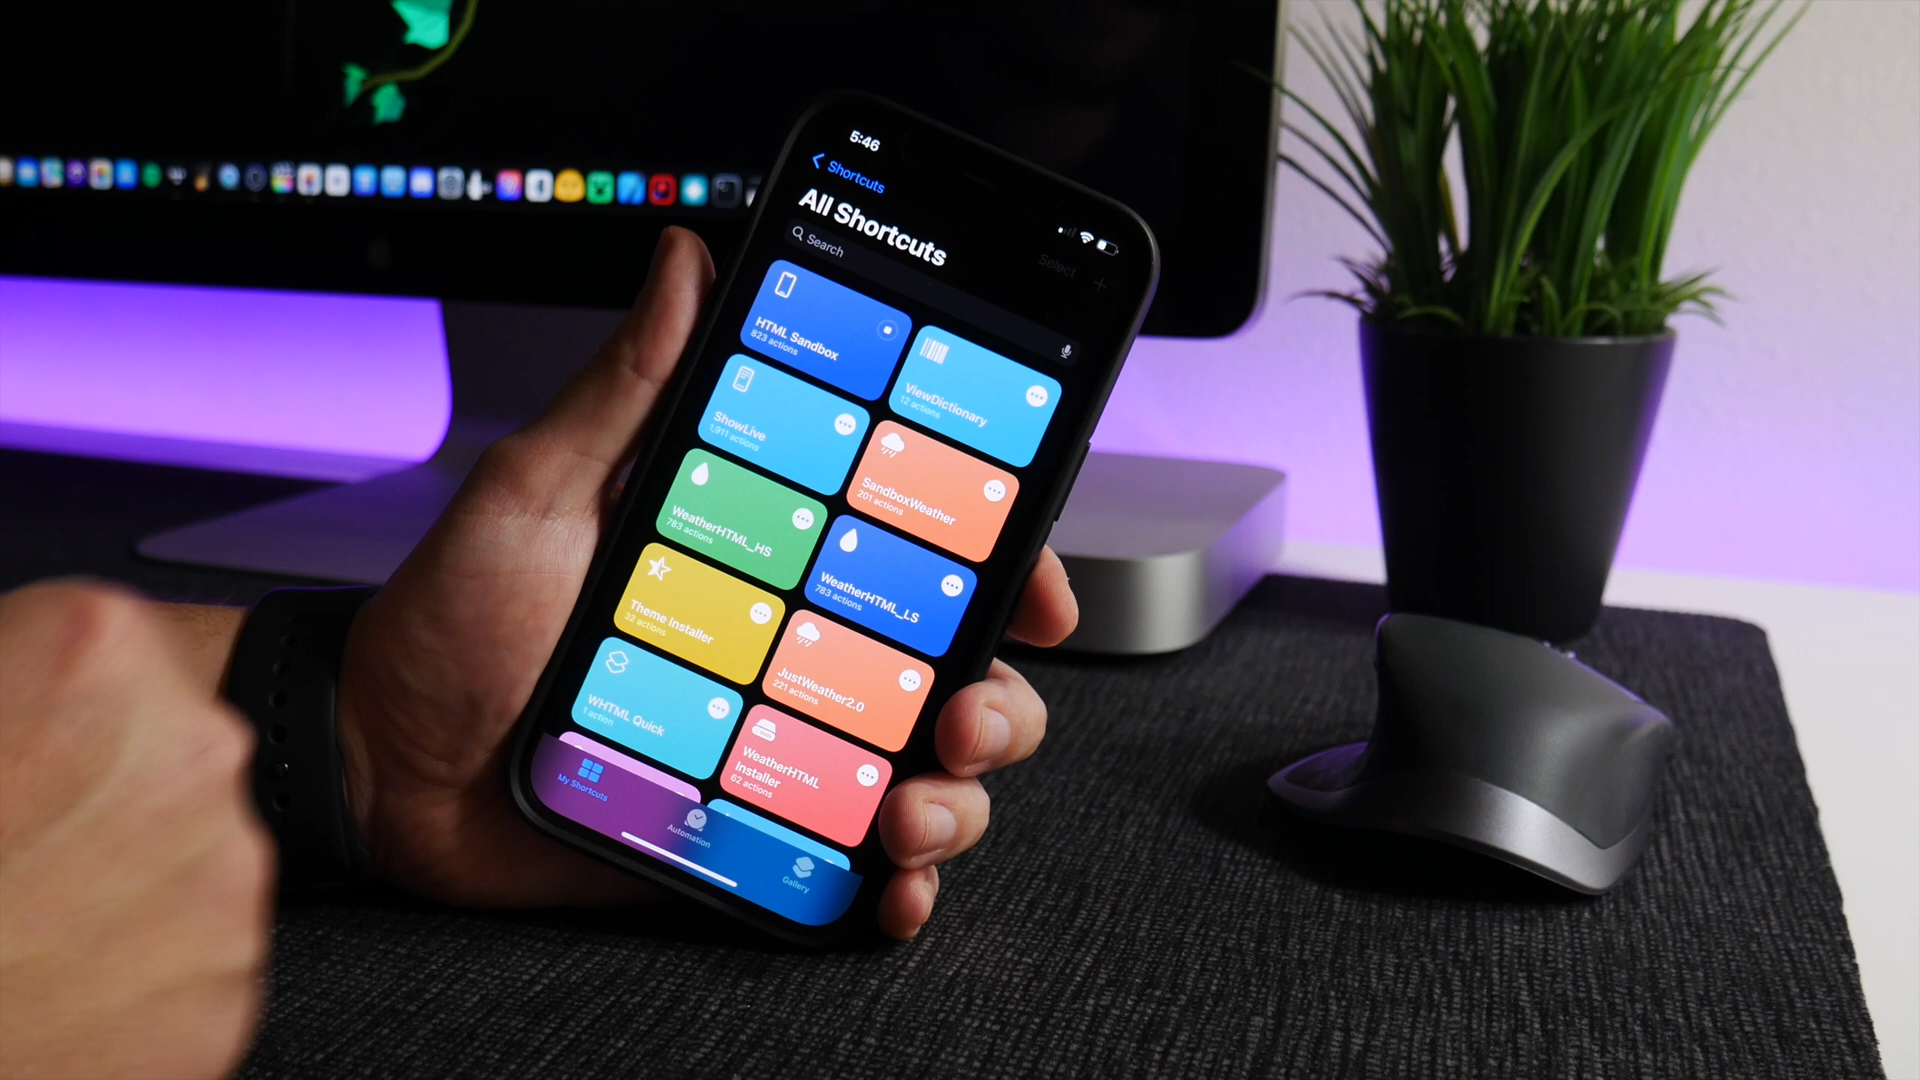 5:46
Shortcuts
All Shortcuts
Select
Search
HTML Sandbox
823 actions
ViewDictionary
12 actions
ShowLive
1,911 actions
SandboxWeather
201 actions
WeatherHTML_HS
783 actions
WeatherHTML_LS
783 actions
Theme Installer
32 actions
JustWeather2.0
221 actions
WHTML Quick
1 action
WeatherHTML
Installer
62 actions
My Shortcuts
Automation
Gallery